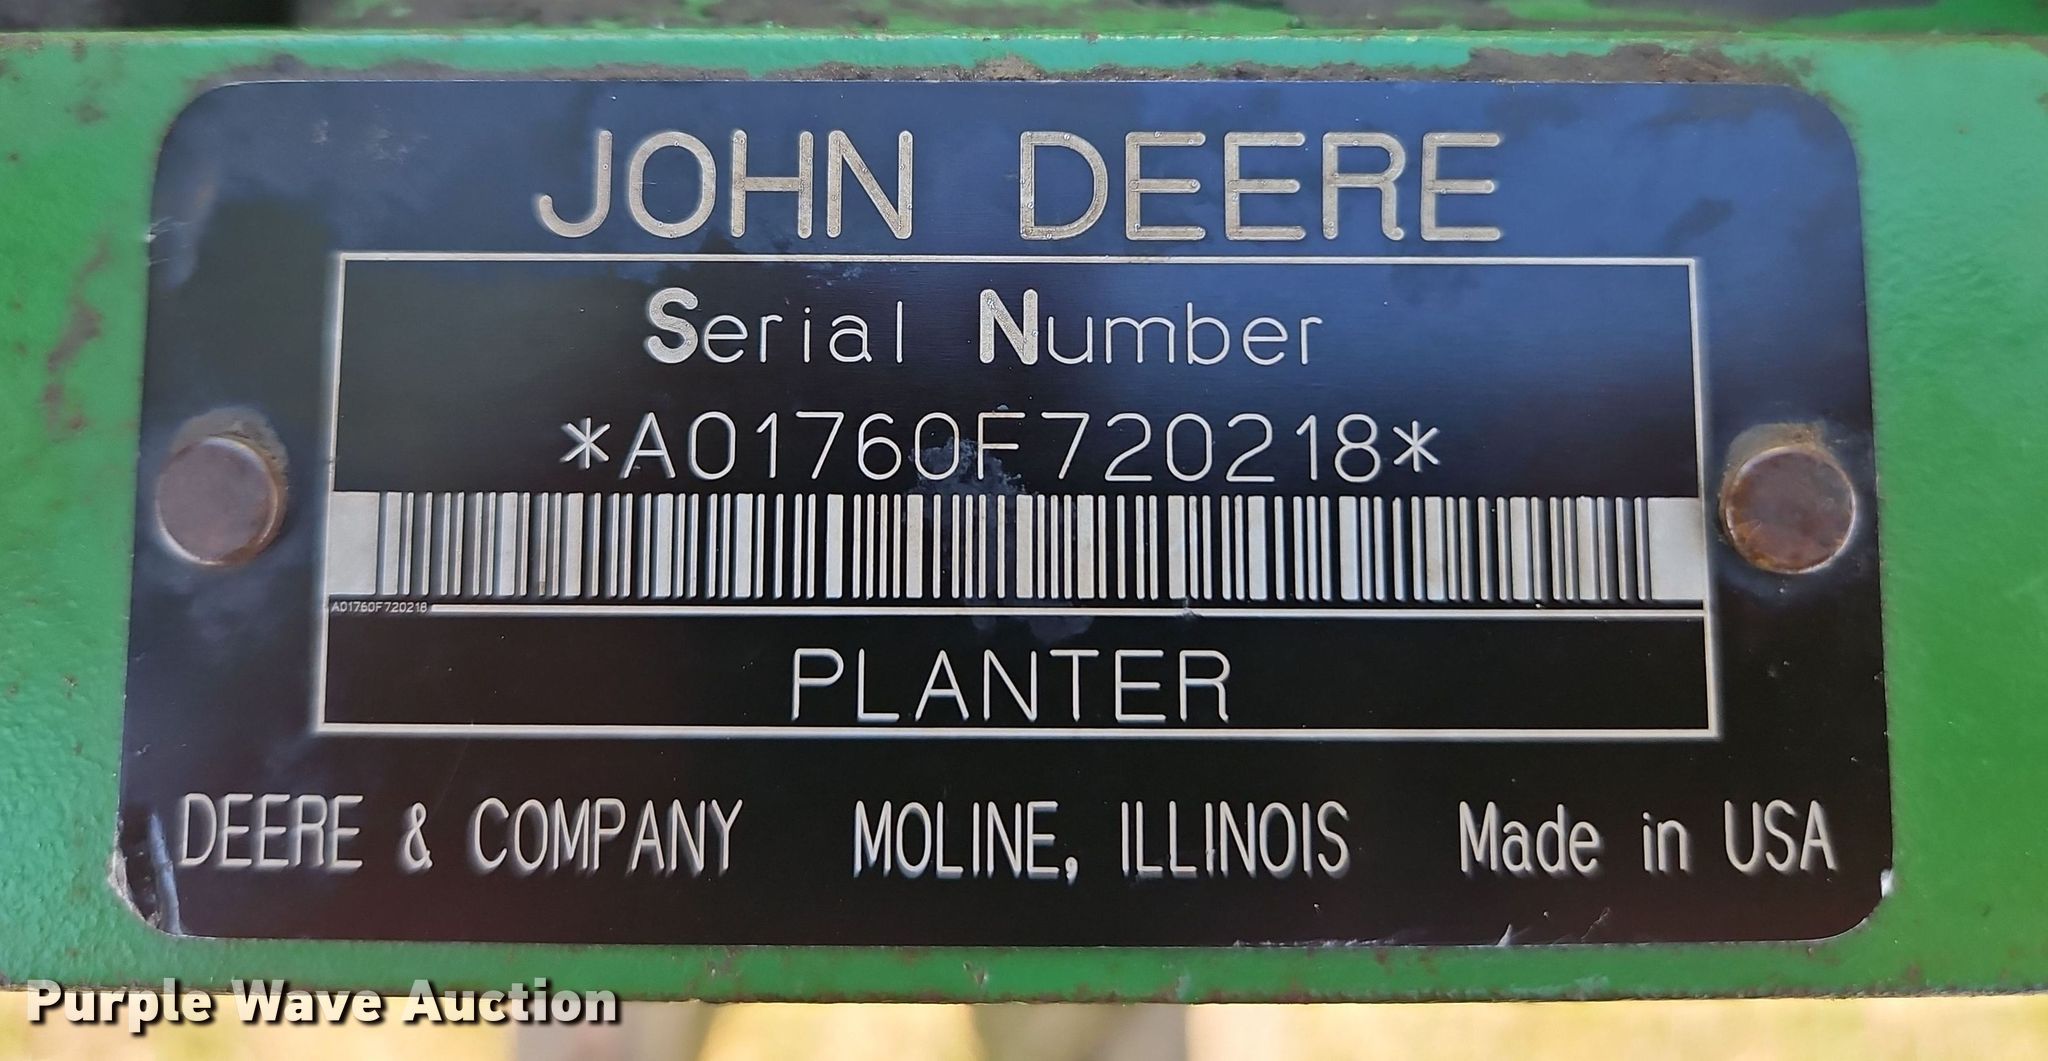 JOHN DEERE
Serial Number
*A01760F720218*
A01760F720218
PLANTER
DEERE & COMPANY MOLINE, ILLINOIS Made in USA
Purple Wave Auction